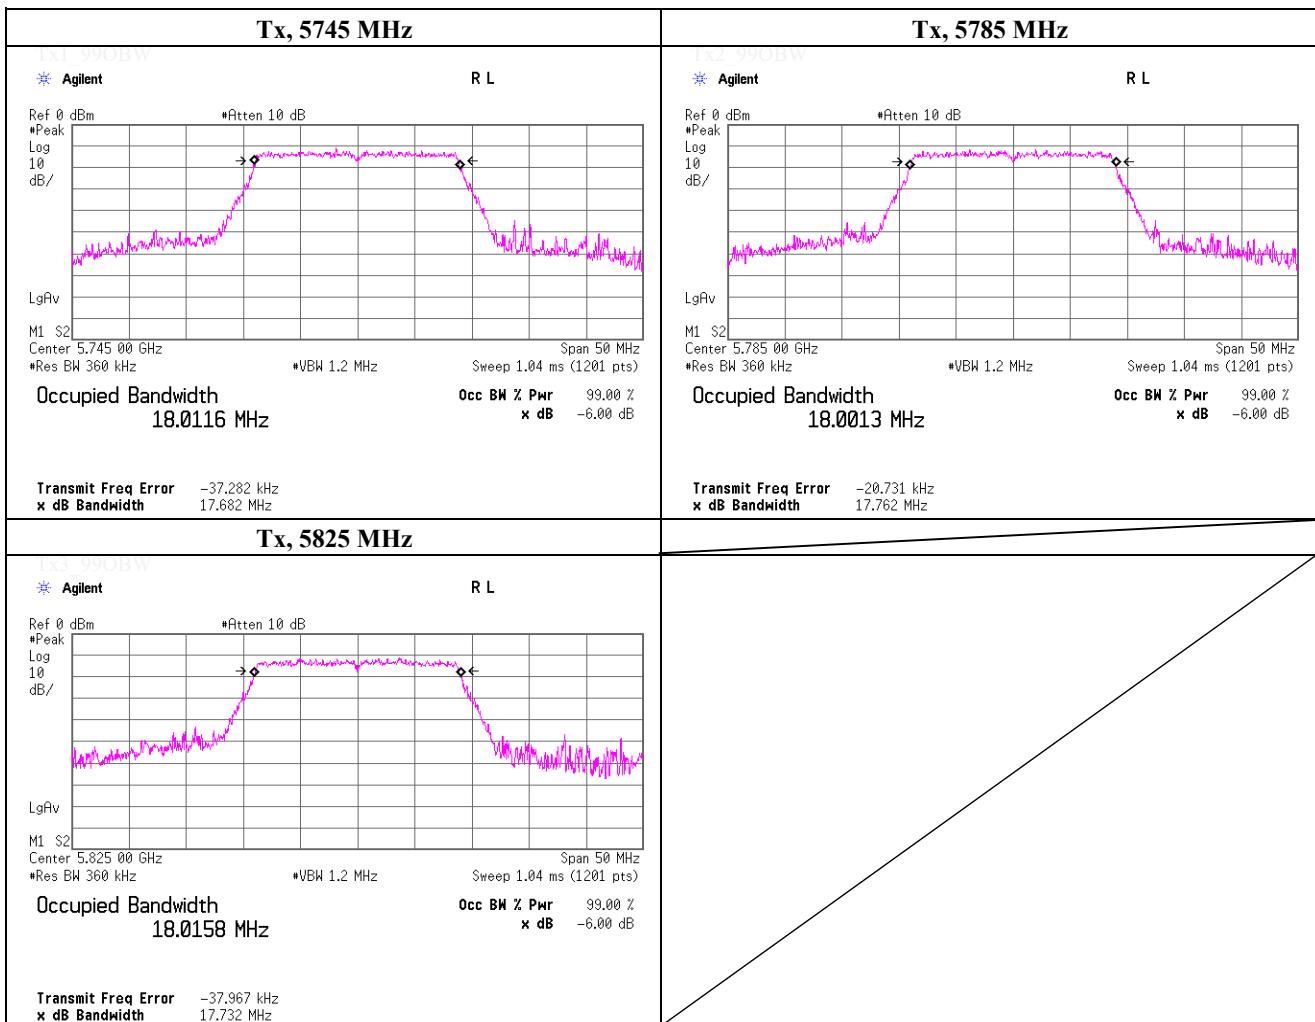 Tx, 5745 MHz
Tx1_99OBW
Agilent R L
Ref 0 dBm #Atten 10 dB
#Peak
Log
10
dB/
LgAv
M1 S2
Center 5.745 00 GHz Span 50 MHz
#Res BW 360 kHz #VBW 1.2 MHz Sweep 1.04 ms (1201 pts)
Occupied Bandwidth Occ BW % Pwr 99.00 %
18.0116 MHz x dB -6.00 dB
Transmit Freq Error -37.282 kHz
x dB Bandwidth 17.682 MHz
Tx, 5785 MHz
Tx2_99OBW
Agilent R L
Ref 0 dBm #Atten 10 dB
#Peak
Log
10
dB/
LgAv
M1 S2
Center 5.785 00 GHz Span 50 MHz
#Res BW 360 kHz #VBW 1.2 MHz Sweep 1.04 ms (1201 pts)
Occupied Bandwidth Occ BW % Pwr 99.00 %
18.0013 MHz x dB -6.00 dB
Transmit Freq Error -20.731 kHz
x dB Bandwidth 17.762 MHz
Tx, 5825 MHz
Tx3_99OBW
Agilent R L
Ref 0 dBm #Atten 10 dB
#Peak
Log
10
dB/
LgAv
M1 S2
Center 5.825 00 GHz Span 50 MHz
#Res BW 360 kHz #VBW 1.2 MHz Sweep 1.04 ms (1201 pts)
Occupied Bandwidth Occ BW % Pwr 99.00 %
18.0158 MHz x dB -6.00 dB
Transmit Freq Error -37.967 kHz
x dB Bandwidth 17.732 MHz